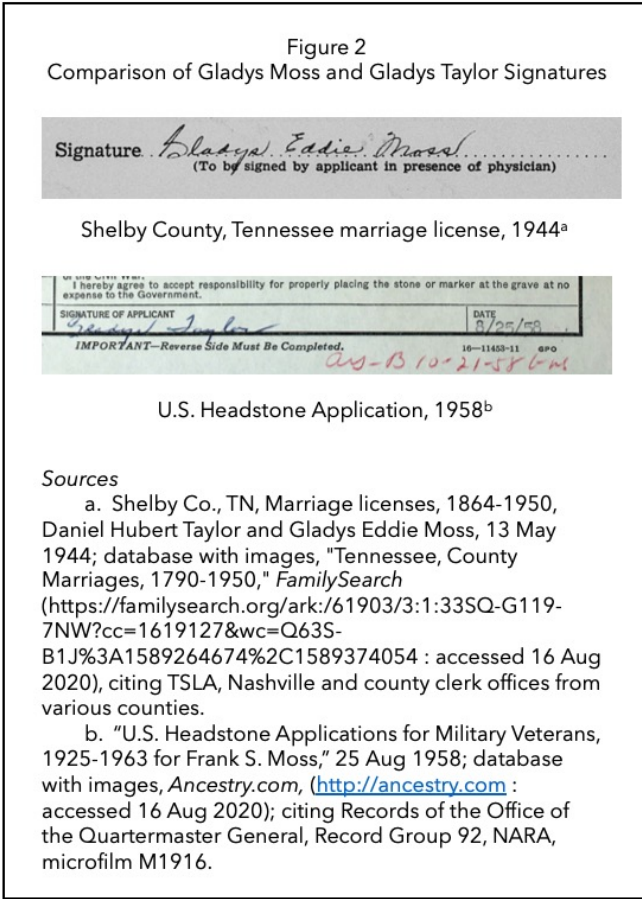 Figure 2
Comparison of Gladys Moss and Gladys Taylor Signatures
Signature Gladys Eddie Moss
(To be signed by applicant in presence of physician)
Shelby County, Tennessee marriage license, 1944ᵃ
I hereby agree to accept responsibility for properly placing the stone or marker at the grave at no
expense to the Government.
SIGNATURE OF APPLICANT
DATE
Gladys Taylor
8/25/58
IMPORTANT—Reverse Side Must Be Completed.
16—11453-11 GPO
10-21-58
U.S. Headstone Application, 1958ᵇ
Sources
a. Shelby Co., TN, Marriage licenses, 1864-1950,
Daniel Hubert Taylor and Gladys Eddie Moss, 13 May
1944; database with images, "Tennessee, County
Marriages, 1790-1950," FamilySearch
(https://familysearch.org/ark:/61903/3:1:33SQ-G119-
7NW?cc=1619127&wc=Q63S-
B1J%3A1589264674%2C1589374054 : accessed 16 Aug
2020), citing TSLA, Nashville and county clerk offices from
various counties.
b. “U.S. Headstone Applications for Military Veterans,
1925-1963 for Frank S. Moss,” 25 Aug 1958; database
with images, Ancestry.com, (http://ancestry.com :
accessed 16 Aug 2020); citing Records of the Office of
the Quartermaster General, Record Group 92, NARA,
microfilm M1916.